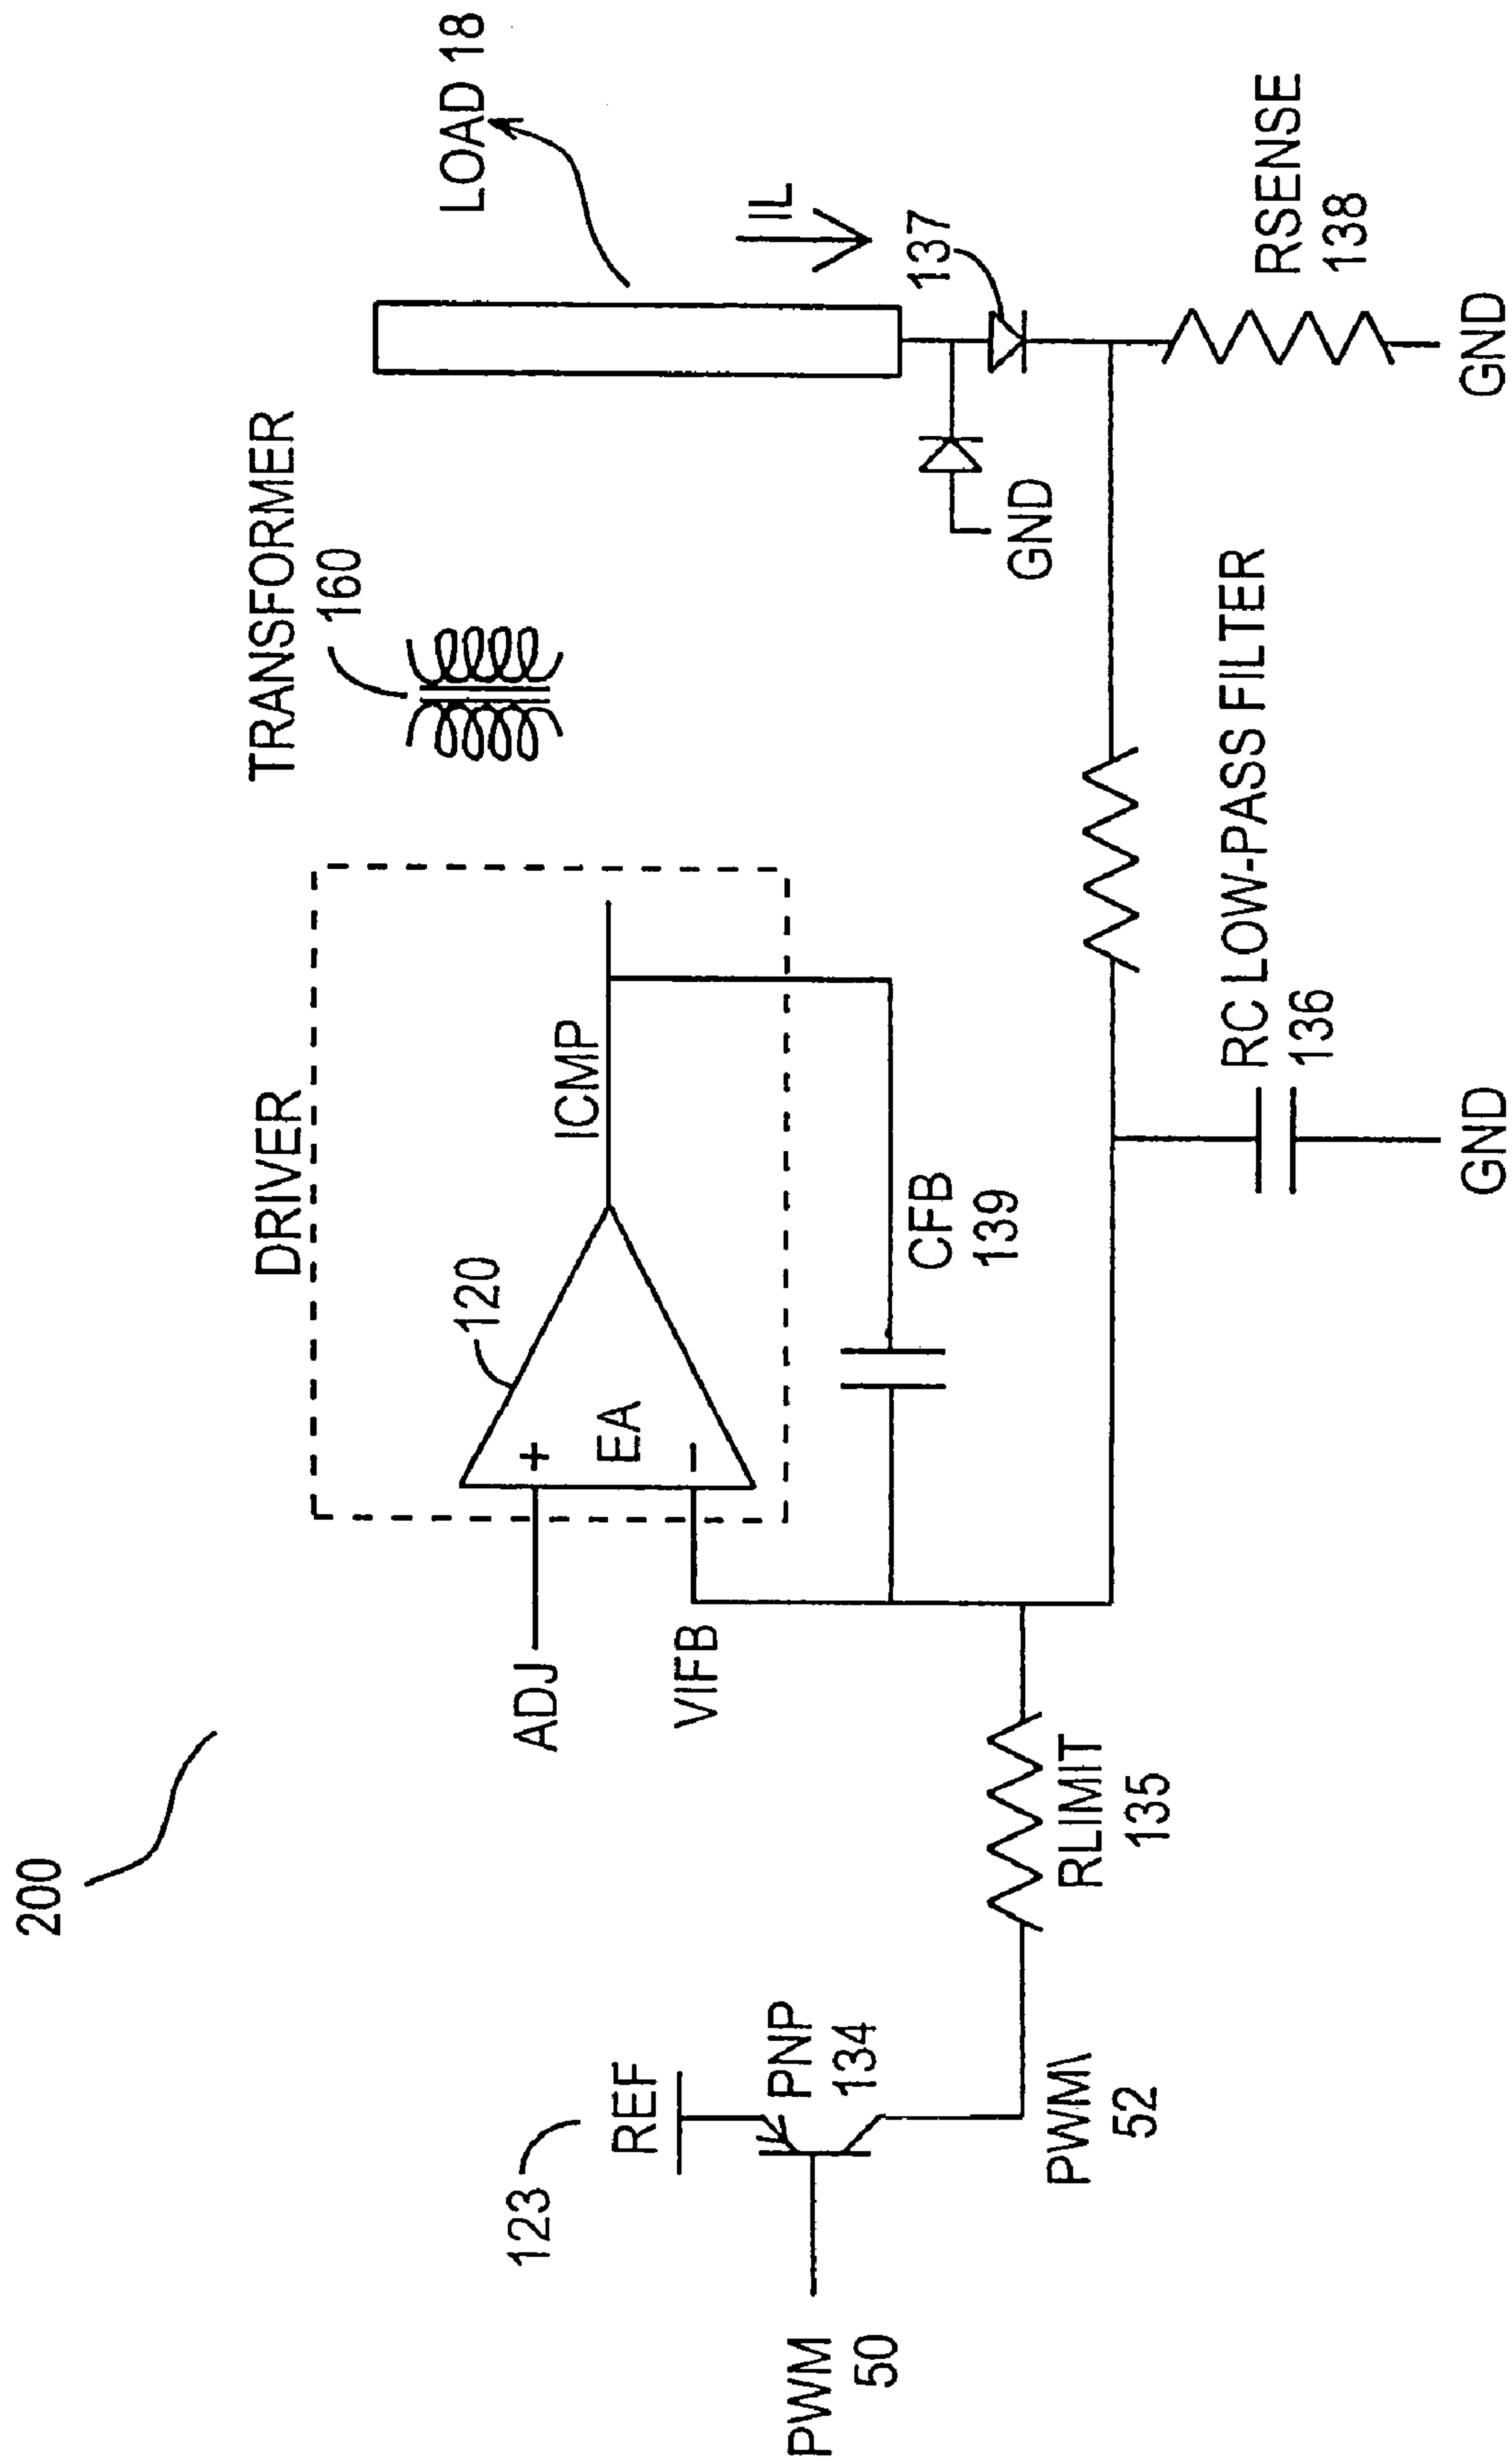 200
TRANSFORMER
160
LOAD 18
DRIVER
IL
120
ICMP
ADJ
+
EA
−
VIFB
137
CFB
139
GND
123
REF
PNP
134
PWM
50
RLIMIT
135
PWM\
52
RC LOW-PASS FILTER
136
RSENSE
138
GND
GND